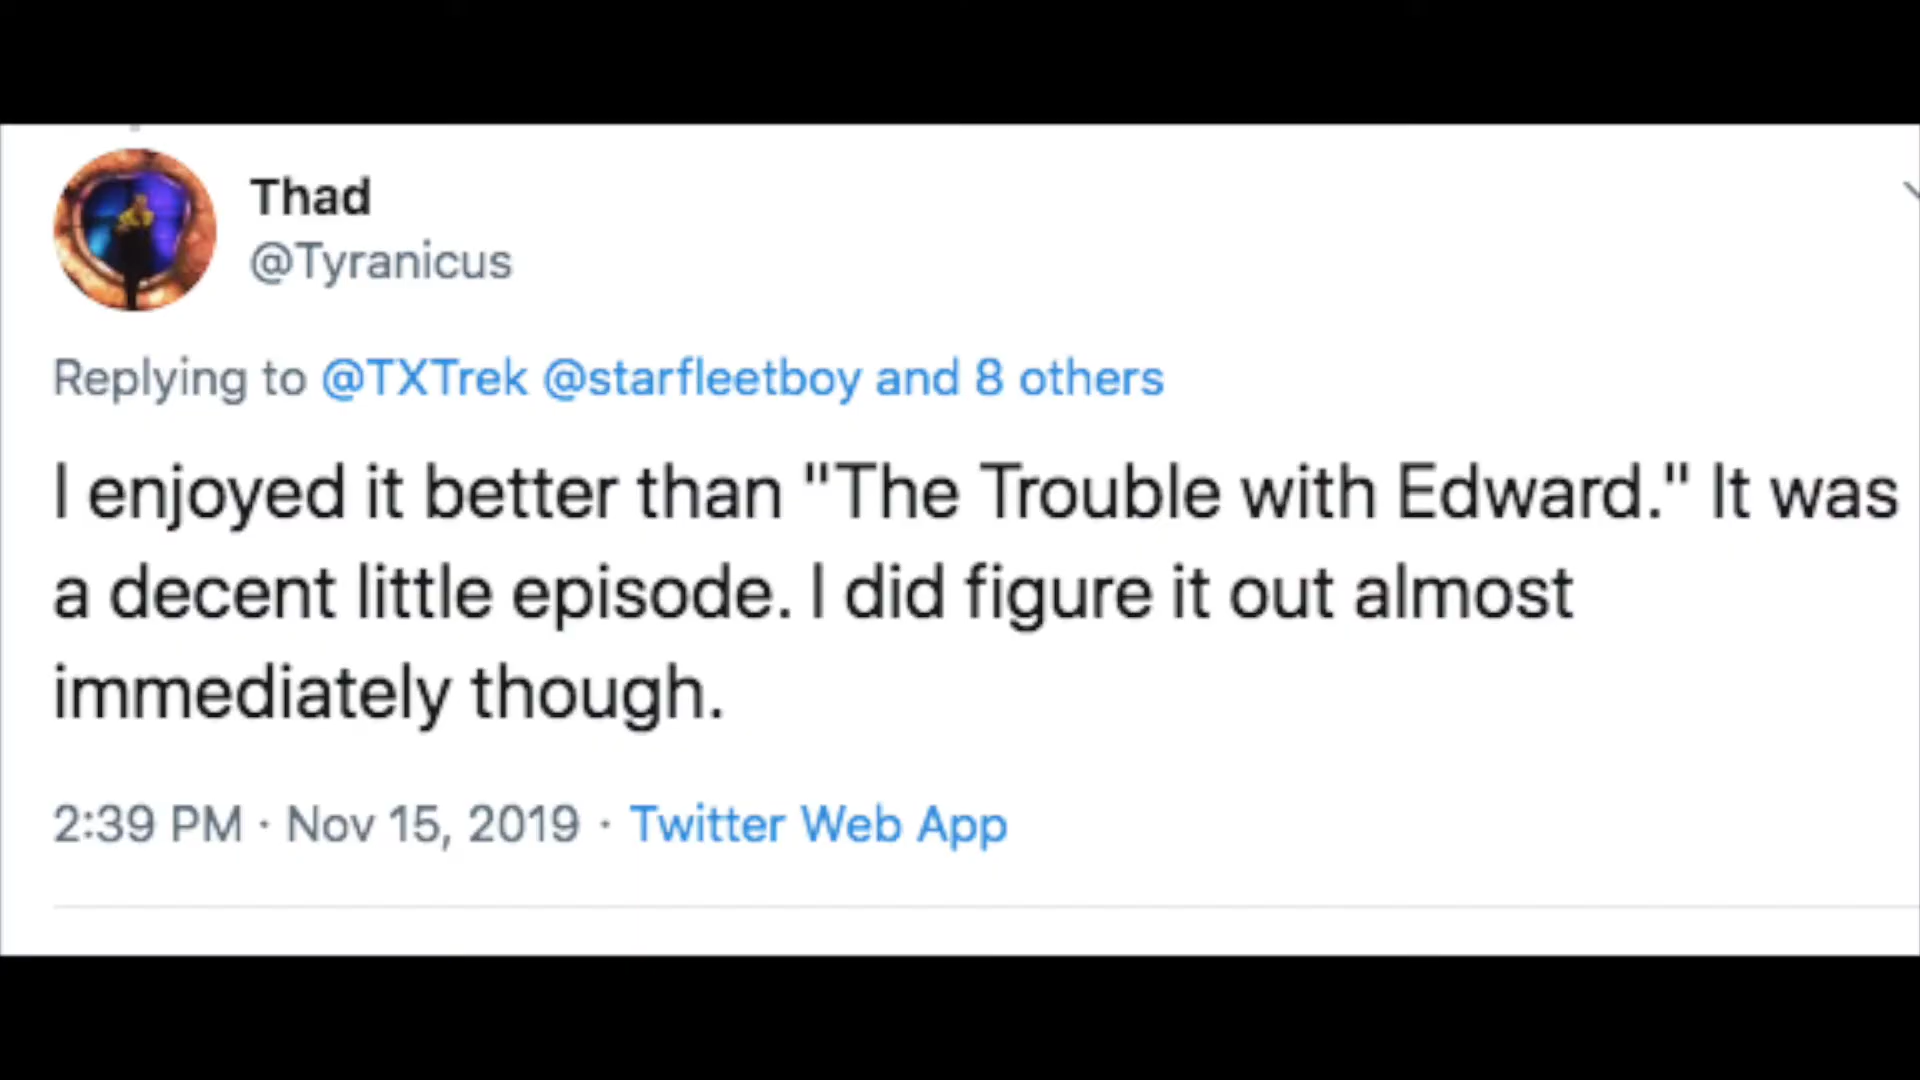 Thad
@Tyranicus
Replying to @TXTrek @starfleetboy and 8 others
I enjoyed it better than "The Trouble with Edward." It was
a decent little episode. I did figure it out almost
immediately though.
2:39 PM · Nov 15, 2019 · Twitter Web App